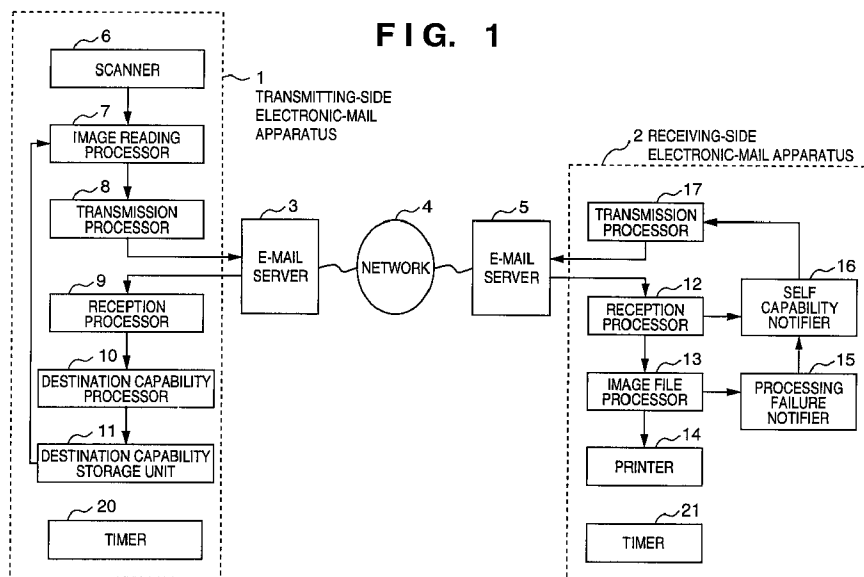 FIG. 1
6
SCANNER
1
TRANSMITTING-SIDE
ELECTRONIC-MAIL
APPARATUS
7
IMAGE READING
PROCESSOR
8
TRANSMISSION
PROCESSOR
9
RECEPTION
PROCESSOR
10
DESTINATION CAPABILITY
PROCESSOR
11
DESTINATION CAPABILITY
STORAGE UNIT
20
TIMER
3
E-MAIL
SERVER
4
NETWORK
5
E-MAIL
SERVER
2 RECEIVING-SIDE
ELECTRONIC-MAIL APPARATUS
17
TRANSMISSION
PROCESSOR
16
SELF
CAPABILITY
NOTIFIER
12
RECEPTION
PROCESSOR
13
IMAGE FILE
PROCESSOR
15
PROCESSING
FAILURE
NOTIFIER
14
PRINTER
21
TIMER